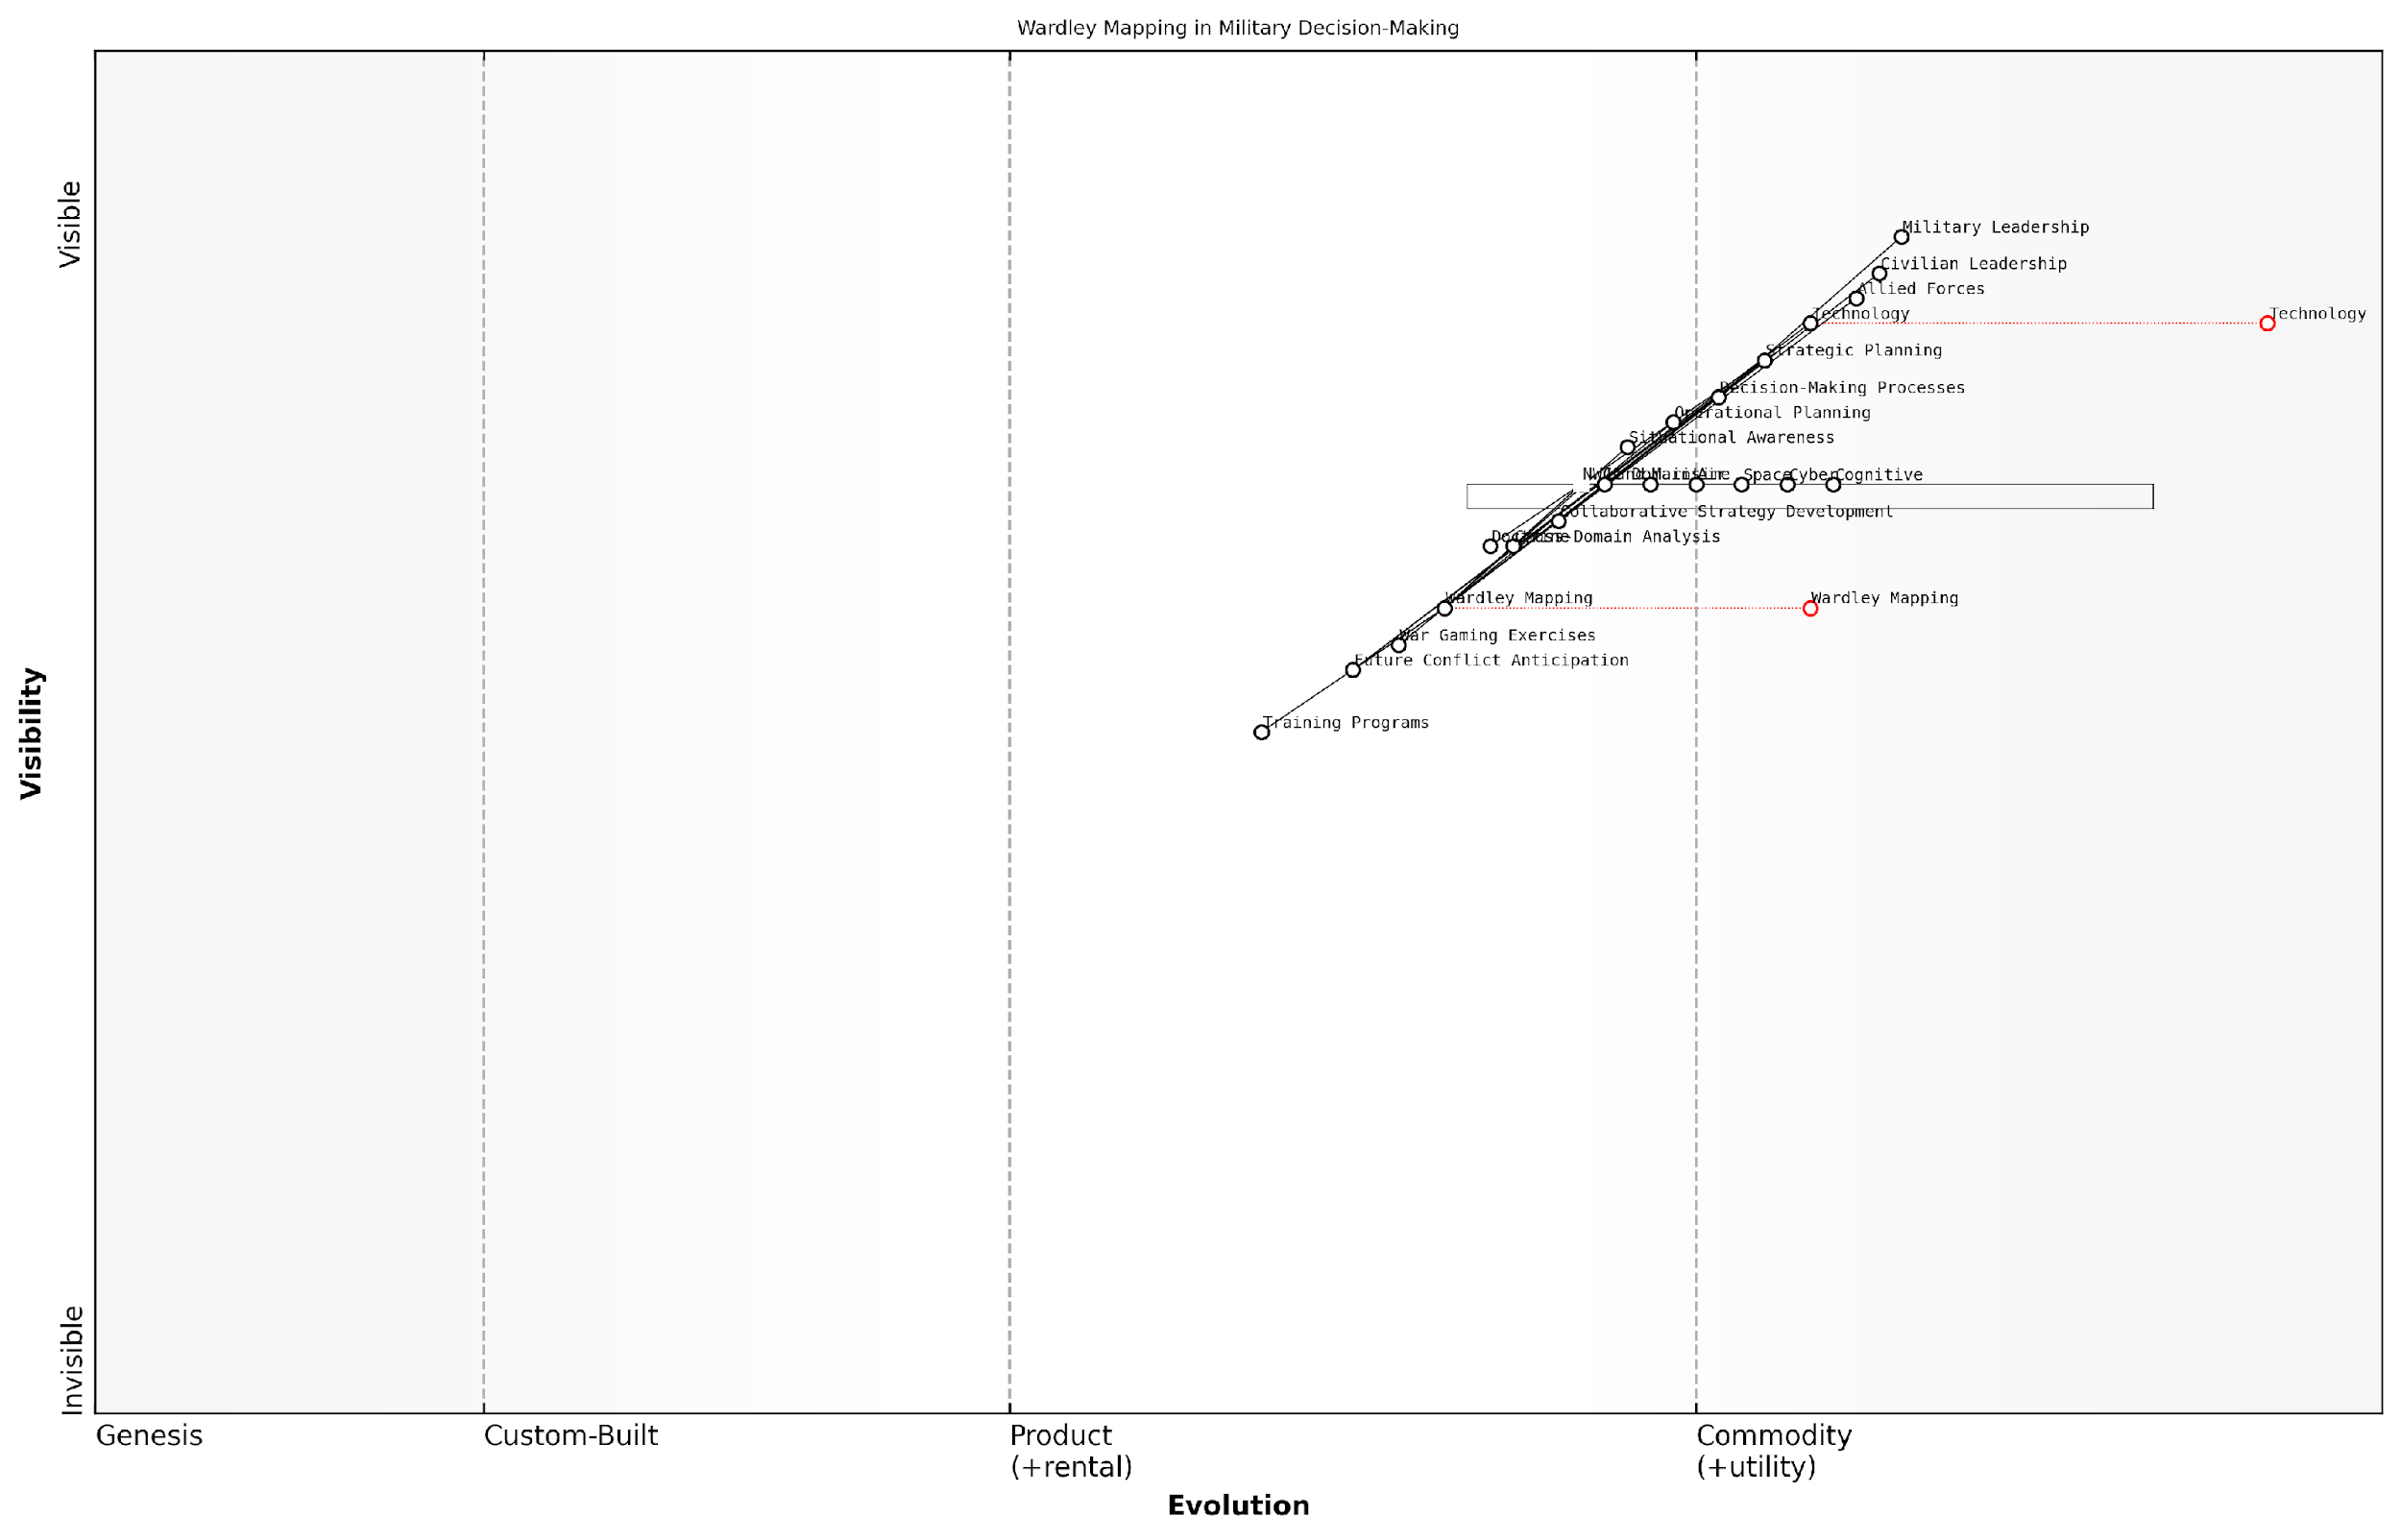 Wardley Mapping in Military Decision-Making
Visible
Military Leadership
Civilian Leadership
Allied Forces
Technology
Technology
Strategic Planning
Decision-Making Processes
Operational Planning
Situational Awareness
Space
Cyber
Cognitive
Collaborative Strategy Development
Cross-Domain Analysis
Wardley Mapping
Wardley Mapping
War Gaming Exercises
Future Conflict Anticipation
Training Programs
Visibility
Invisible
Genesis
Custom-Built
Product
(+rental)
Commodity
(+utility)
Evolution